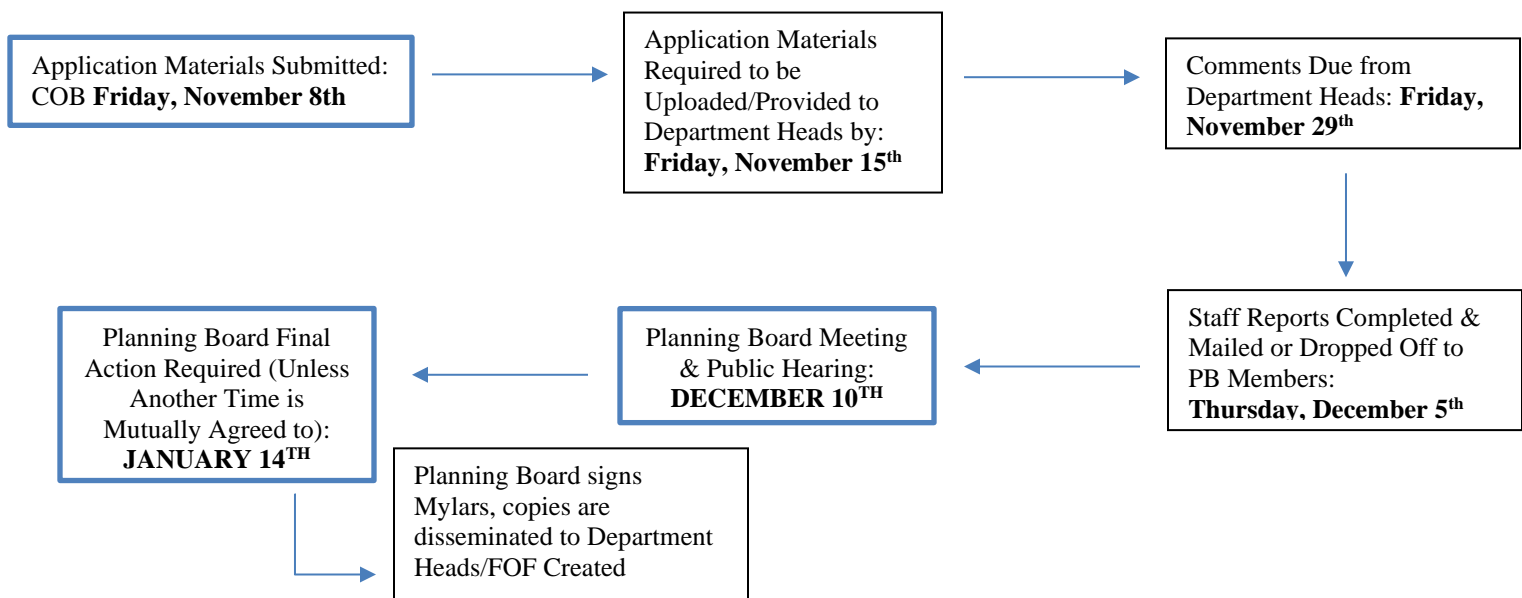 Application Materials Submitted:
COB Friday, November 8th
Application Materials
Required to be
Uploaded/Provided to
Department Heads by:
Friday, November 15th
Comments Due from
Department Heads: Friday,
November 29th
Staff Reports Completed &
Mailed or Dropped Off to
PB Members:
Thursday, December 5th
Planning Board Meeting
& Public Hearing:
DECEMBER 10TH
Planning Board Final
Action Required (Unless
Another Time is
Mutually Agreed to):
JANUARY 14TH
Planning Board signs
Mylars, copies are
disseminated to Department
Heads/FOF Created